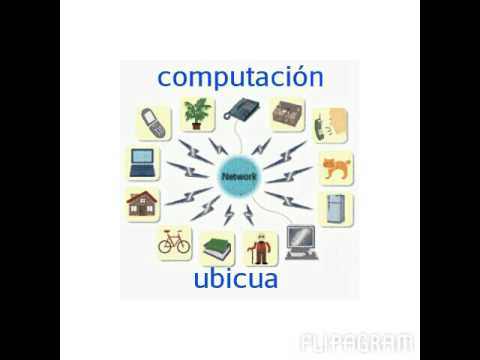 computación
Network
ubicua
FLIPAGRAM